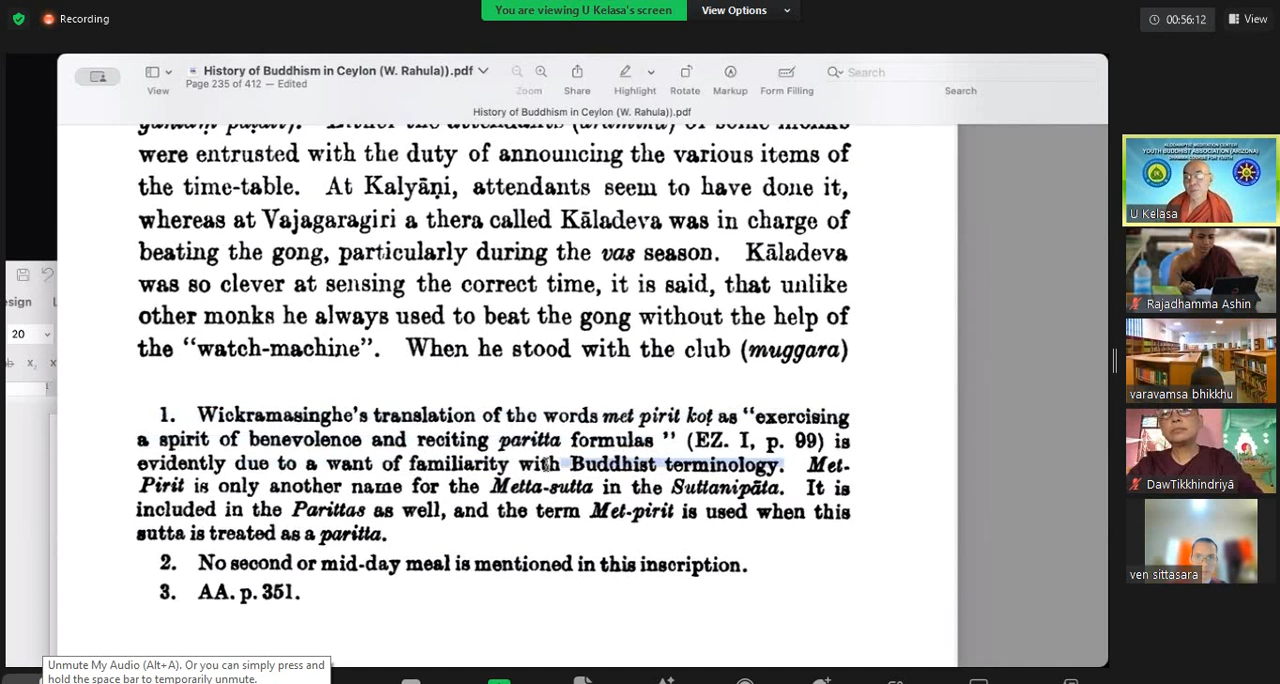 Recording
You are viewing U Kelasa's screen
View Options
00:56:12
View
History of Buddhism in Ceylon (W. Rahula)).pdf
Page 235 of 412 — Edited
View
Zoom
Share
Highlight
Rotate
Markup
Form Filling
Search
Search
History of Buddhism in Ceylon (W. Rahula)).pdf
were entrusted with the duty of announcing the various items of
the time-table. At Kalyāṇi, attendants seem to have done it,
whereas at Vajagaragiri a thera called Kāladeva was in charge of
beating the gong, particularly during the vas season. Kāladeva
was so clever at sensing the correct time, it is said, that unlike
other monks he always used to beat the gong without the help of
the “watch-machine”. When he stood with the club (muggara)
1. Wickramasinghe's translation of the words met pirit koṭ as “exercising
a spirit of benevolence and reciting paritta formulas ” (EZ. I, p. 99) is
evidently due to a want of familiarity with Buddhist terminology. Met-
Pirit is only another name for the Metta-sutta in the Suttanipāta. It is
included in the Parittas as well, and the term Met-pirit is used when this
sutta is treated as a paritta.
2. No second or mid-day meal is mentioned in this inscription.
3. AA. p. 351.
esign
20
YOUTH BUDDHIST ASSOCIATION (ARIZONA)
U Kelasa
Rajadhamma Ashin
varavamsa bhikkhu
DawTikkhindriyā
ven sittasara
Unmute My Audio (Alt+A). Or you can simply press and
hold the space bar to temporarily unmute.